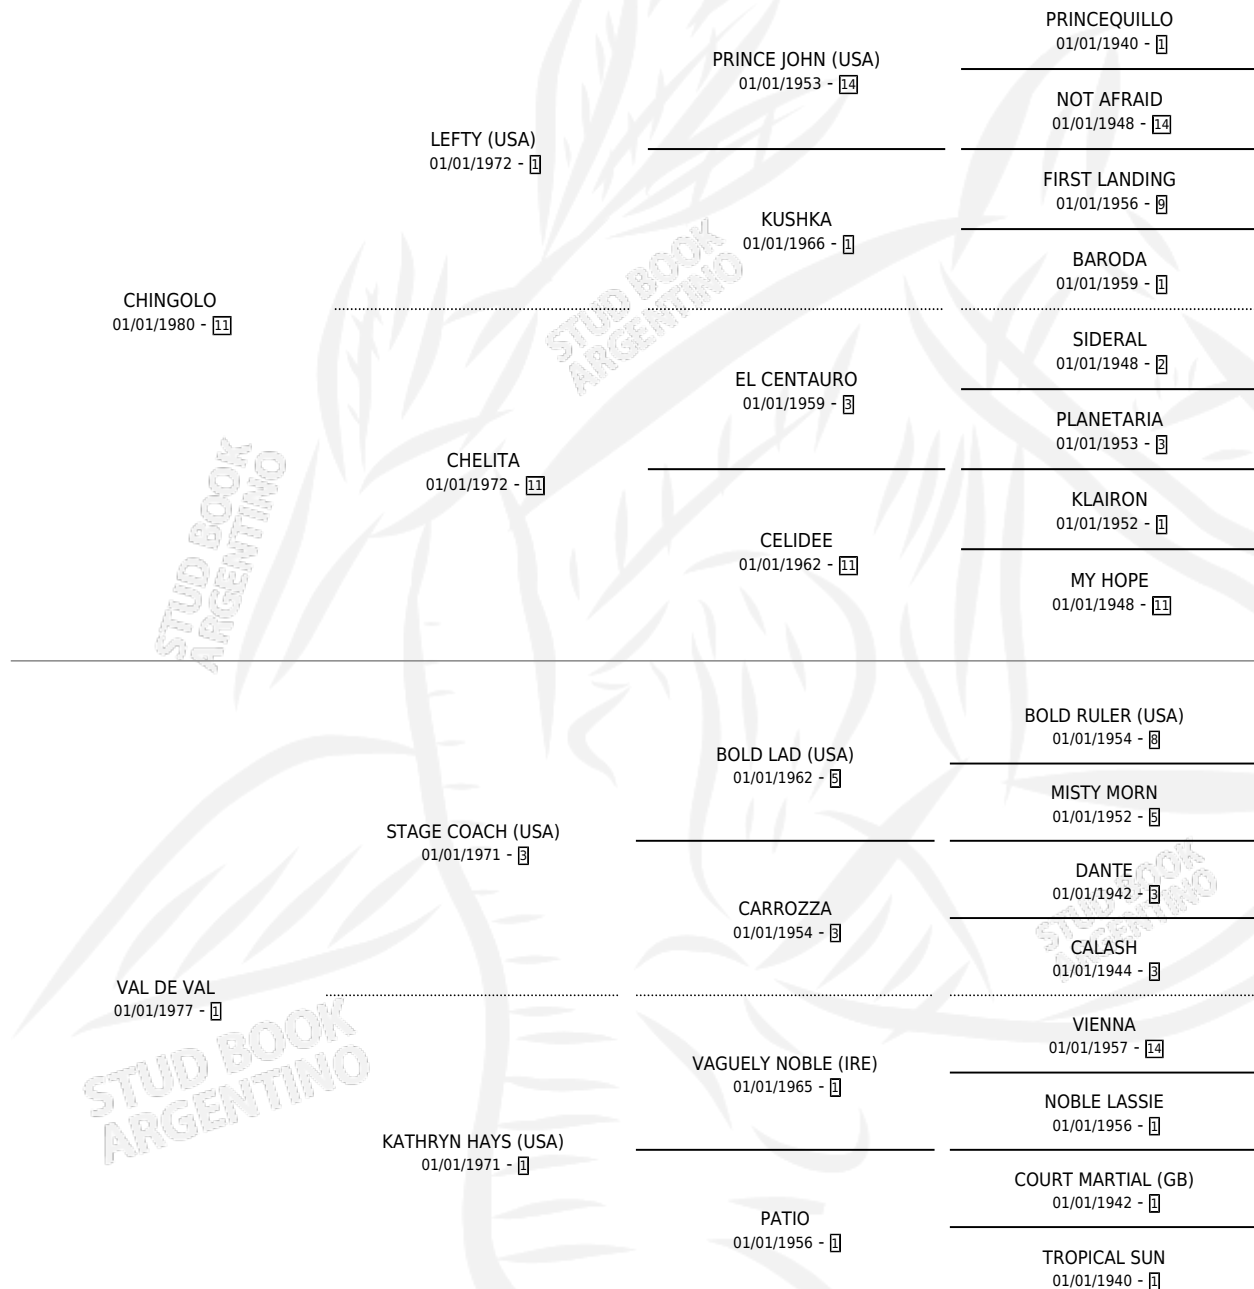 PRINCEQUILLO
01/01/1940 - 1
PRINCE JOHN (USA)
01/01/1953 - 14
NOT AFRAID
01/01/1948 - 14
LEFTY (USA)
01/01/1972 - 1
FIRST LANDING
01/01/1956 - 9
KUSHKA
01/01/1966 - 1
BARODA
01/01/1959 - 1
CHINGOLO
01/01/1980 - 11
SIDERAL
01/01/1948 - 2
EL CENTAURO
01/01/1959 - 3
PLANETARIA
01/01/1953 - 3
CHELITA
01/01/1972 - 11
KLAIRON
01/01/1952 - 1
CELIDEE
01/01/1962 - 11
MY HOPE
01/01/1948 - 11
BOLD RULER (USA)
01/01/1954 - 8
BOLD LAD (USA)
01/01/1962 - 5
MISTY MORN
01/01/1952 - 5
STAGE COACH (USA)
01/01/1971 - 3
DANTE
01/01/1942 - 3
CARROZZA
01/01/1954 - 3
CALASH
01/01/1944 - 3
VAL DE VAL
01/01/1977 - 1
VIENNA
01/01/1957 - 14
VAGUELY NOBLE (IRE)
01/01/1965 - 1
NOBLE LASSIE
01/01/1956 - 1
KATHRYN HAYS (USA)
01/01/1971 - 1
COURT MARTIAL (GB)
01/01/1942 - 1
PATIO
01/01/1956 - 1
TROPICAL SUN
01/01/1940 - 1
STUD BOOK
ARGENTINO
STUD BOOK
ARGENTINO
STUD BOOK
ARGENTINO
STUD BOOK
ARGENTINO